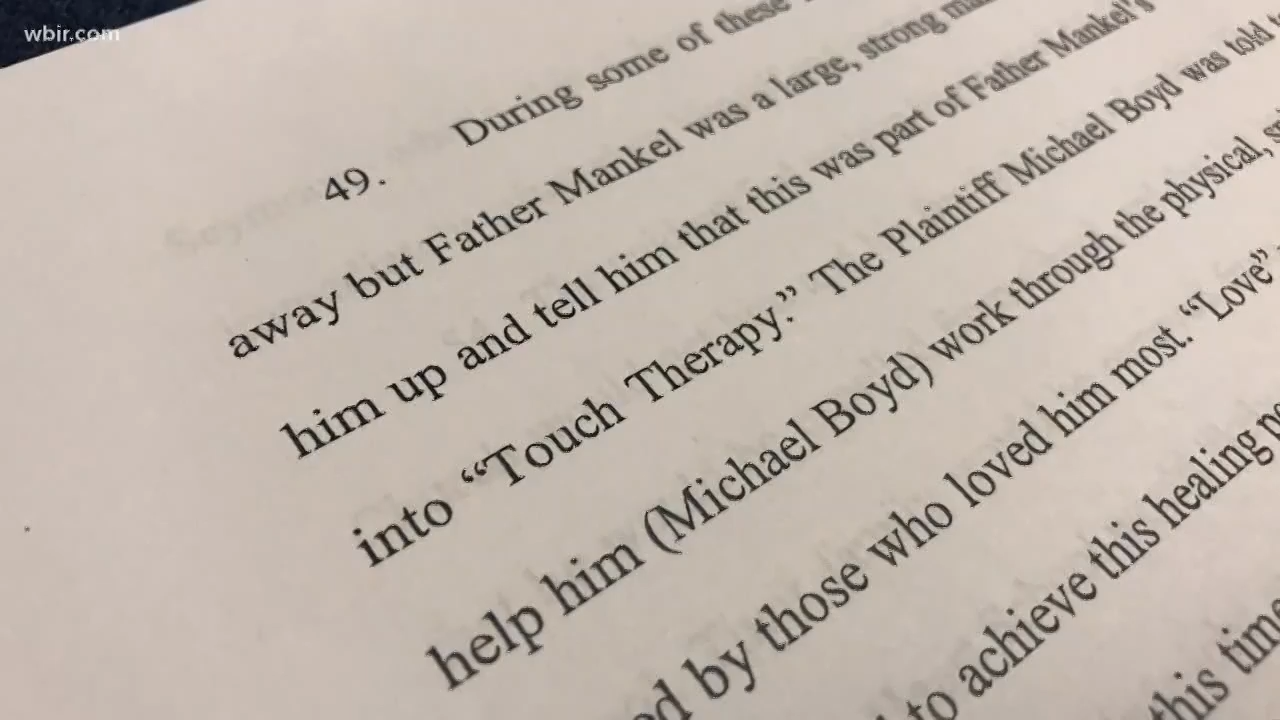 wbir.com
49. During some of these
away but Father Mankel was a large, strong
him up and tell him that this was part of Father Mankel's
into “Touch Therapy.” The Plaintiff Michael Boyd was told
help him (Michael Boyd) work through the physical,
by those who loved him most. “Love”
to achieve this healing
this time